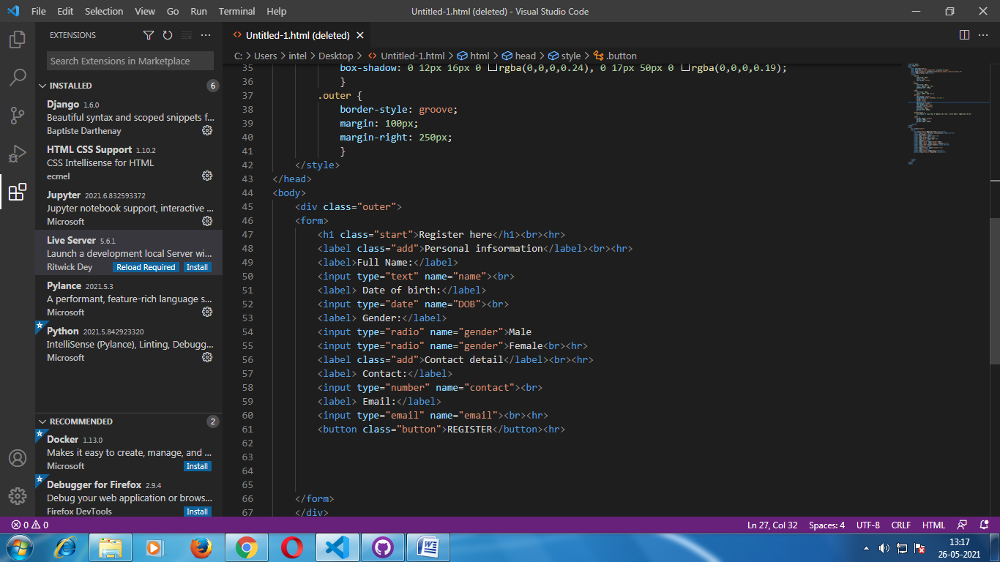 File Edit Selection View Go Run Terminal Help Untitled-1.html (deleted) - Visual Studio Code
EXTENSIONS
Search Extensions in Marketplace
INSTALLED 6
Django 1.6.0
Beautiful syntax and scoped snippets f...
Baptiste Darthenay
HTML CSS Support 1.10.2
CSS Intellisense for HTML
ecmel
Jupyter 2021.6.832593372
Jupyter notebook support, interactive ...
Microsoft
Live Server 5.6.1
Launch a development local Server wi...
Ritwick Dey Reload Required Install
Pylance 2021.5.3
A performant, feature-rich language s...
Microsoft
Python 2021.5.842923320
IntelliSense (Pylance), Linting, Debugg...
Microsoft
RECOMMENDED 2
Docker 1.13.0
Makes it easy to create, manage, and ...
Microsoft Install
Debugger for Firefox 2.9.4
Debug your web application or brows...
Firefox DevTools Install
Untitled-1.html (deleted)
C: > Users > intel > Desktop > Untitled-1.html > html > head > style > .button
35 box-shadow: 0 12px 16px 0 rgba(0,0,0,0.24), 0 17px 50px 0 rgba(0,0,0,0.19);
36 }
37 .outer {
38 border-style: groove;
39 margin: 100px;
40 margin-right: 250px;
41 }
42 </style>
43 </head>
44 <body>
45 <div class="outer">
46 <form>
47 <h1 class="start">Register here</h1><br><hr>
48 <label class="add">Personal infsormation</label><br><hr>
49 <label>Full Name:</label>
50 <input type="text" name="name"><br>
51 <label> Date of birth:</label>
52 <input type="date" name="DOB"><br>
53 <label> Gender:</label>
54 <input type="radio" name="gender">Male
55 <input type="radio" name="gender">Female<br><hr>
56 <label class="add">Contact detail</label><br><hr>
57 <label> Contact:</label>
58 <input type="number" name="contact"><br>
59 <label> Email:</label>
60 <input type="email" name="email"><br><hr>
61 <button class="button">REGISTER</button><hr>
62
63
64
65
66 </form>
67 </div>
0 0 Ln 27, Col 32 Spaces: 4 UTF-8 CRLF HTML
13:17
26-05-2021